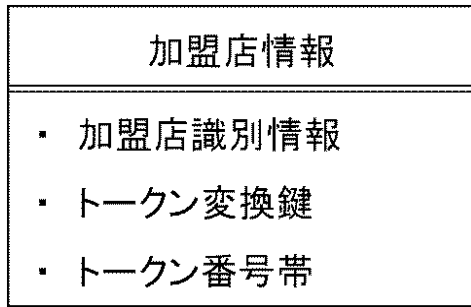 加盟店情報
・ 加盟店識別情報
・ トークン変換鍵
・ トークン番号帯